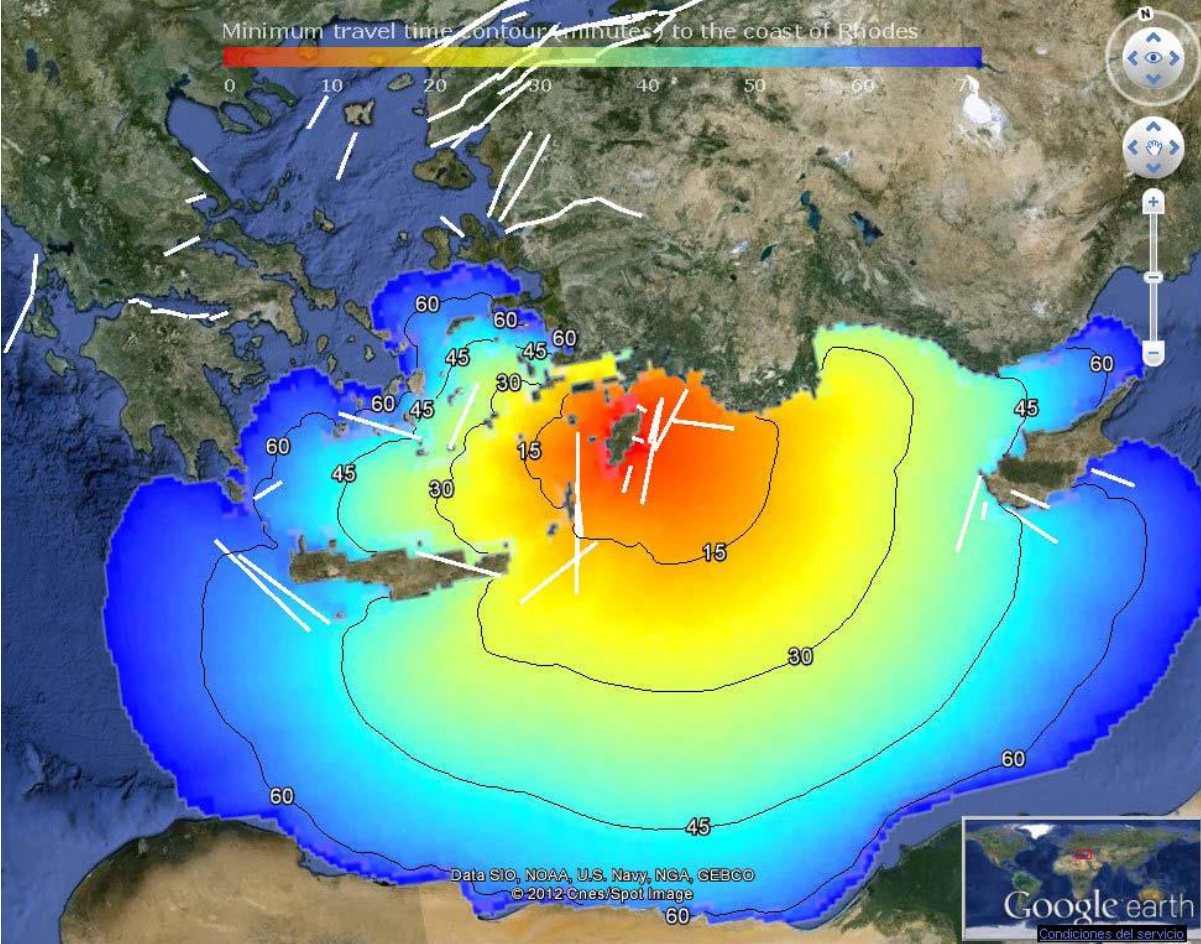 Minimum travel time contour (minutes) to the coast of Rhodes
0 10 20 30 40 50 60 70
N
60
60
60
60
45
45
30
45
60
60
45
15
45
30
15
30
60
60
45
60
Data SIO, NOAA, U.S. Navy, NGA, GEBCO
© 2012 Cnes/Spot Image
Google earth
Condiciones del servicio